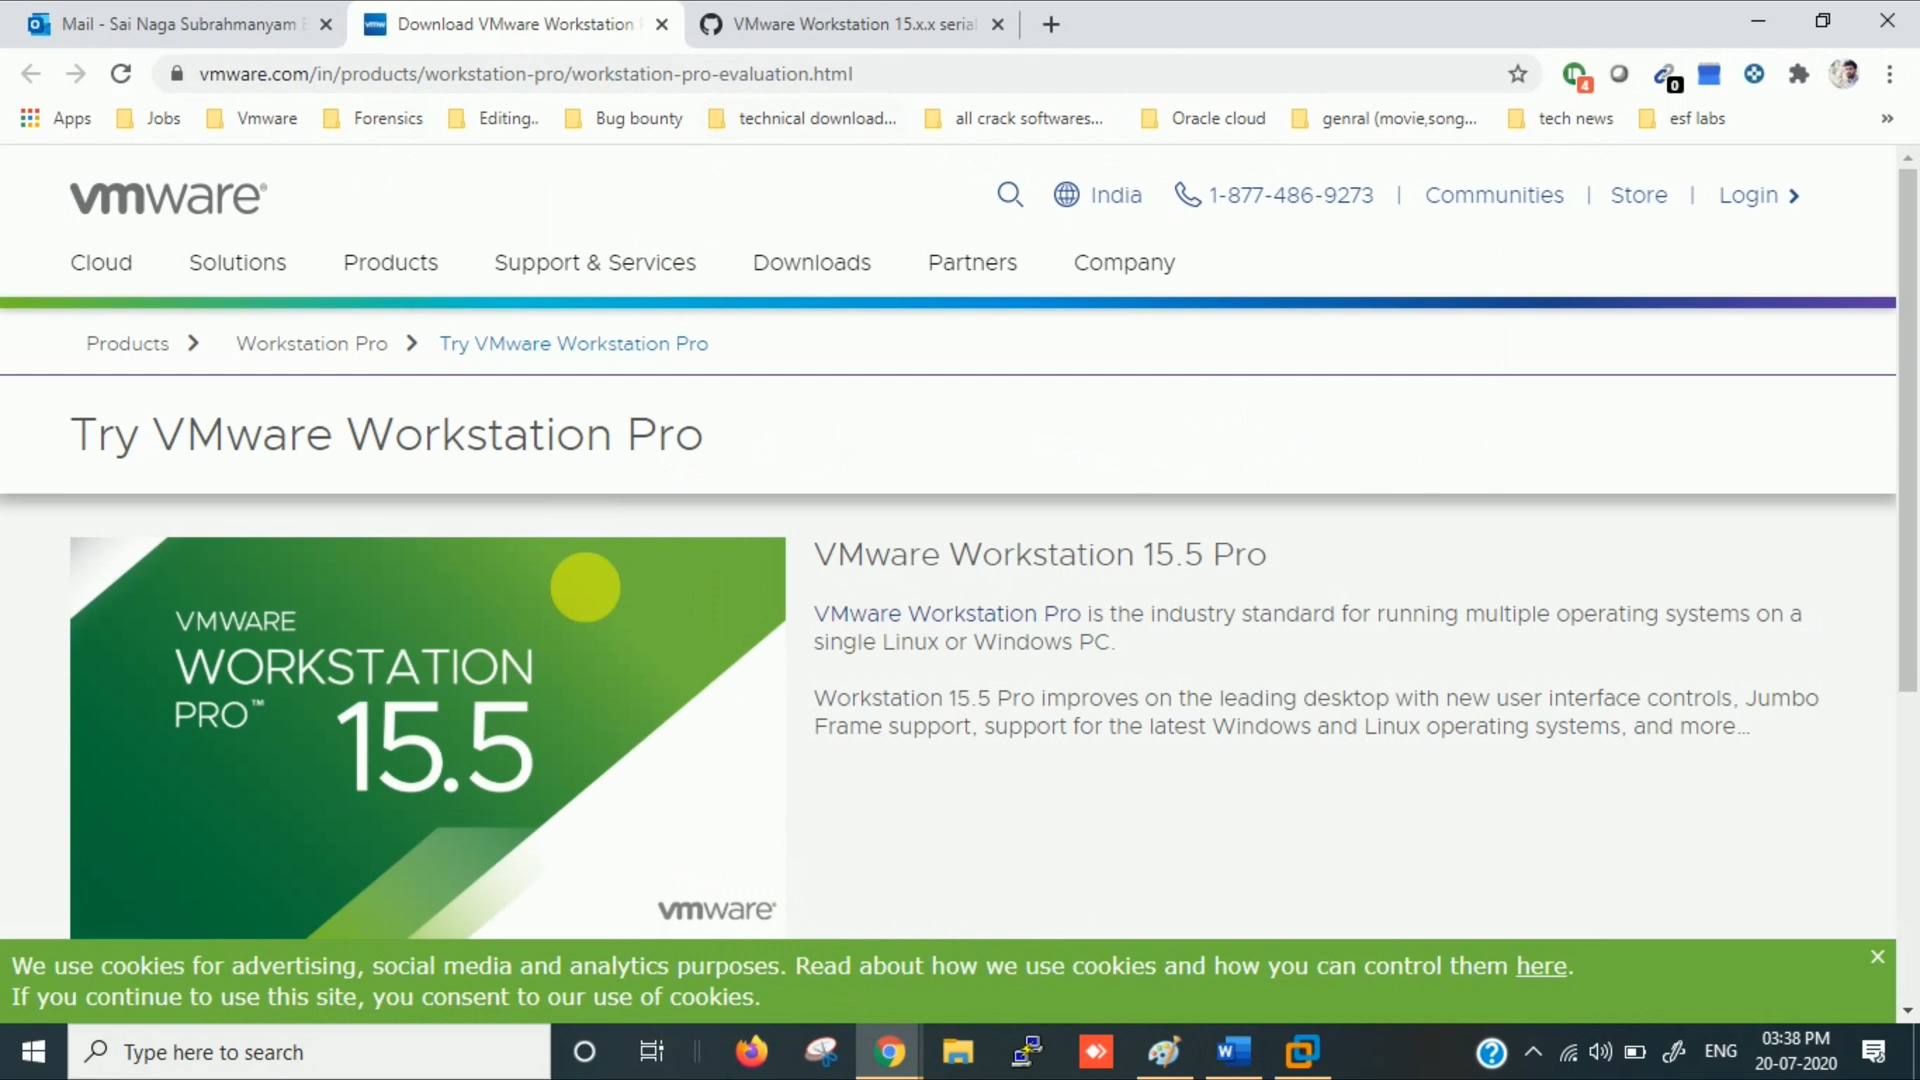 Mail - Sai Naga Subrahmanyam
Download VMware Workstation
VMware Workstation 15.x.x serial
vmware.com/in/products/workstation-pro/workstation-pro-evaluation.html
4
0
Apps
Jobs
Vmware
Forensics
Editing..
Bug bounty
technical download...
all crack softwares...
Oracle cloud
genral (movie,song...
tech news
esf labs
»
vmware®
India
1-877-486-9273 | Communities | Store | Login
Cloud
Solutions
Products
Support & Services
Downloads
Partners
Company
Products
Workstation Pro
Try VMware Workstation Pro
Try VMware Workstation Pro
VMWARE
WORKSTATION
PRO™ 15.5
vmware®
VMware Workstation 15.5 Pro
VMware Workstation Pro is the industry standard for running multiple operating systems on a
single Linux or Windows PC.
Workstation 15.5 Pro improves on the leading desktop with new user interface controls, Jumbo
Frame support, support for the latest Windows and Linux operating systems, and more...
We use cookies for advertising, social media and analytics purposes. Read about how we use cookies and how you can control them here.
If you continue to use this site, you consent to our use of cookies.
Type here to search
ENG
03:38 PM
20-07-2020